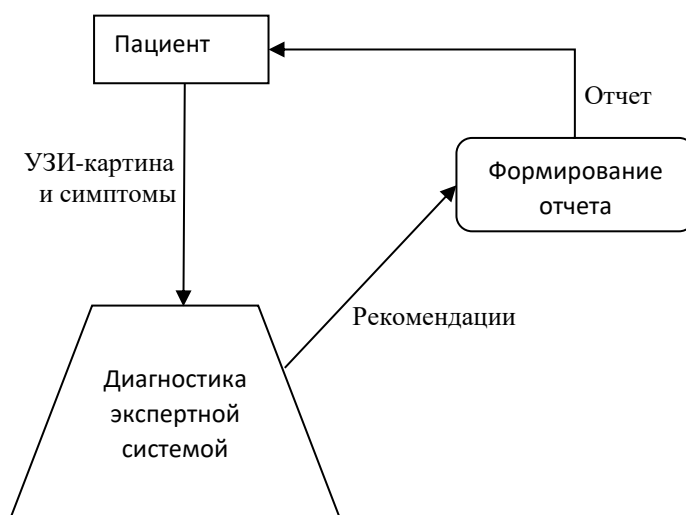 Пациент
Отчет
УЗИ-картина
и симптомы
Формирование
отчета
Рекомендации
Диагностика
экспертной
системой